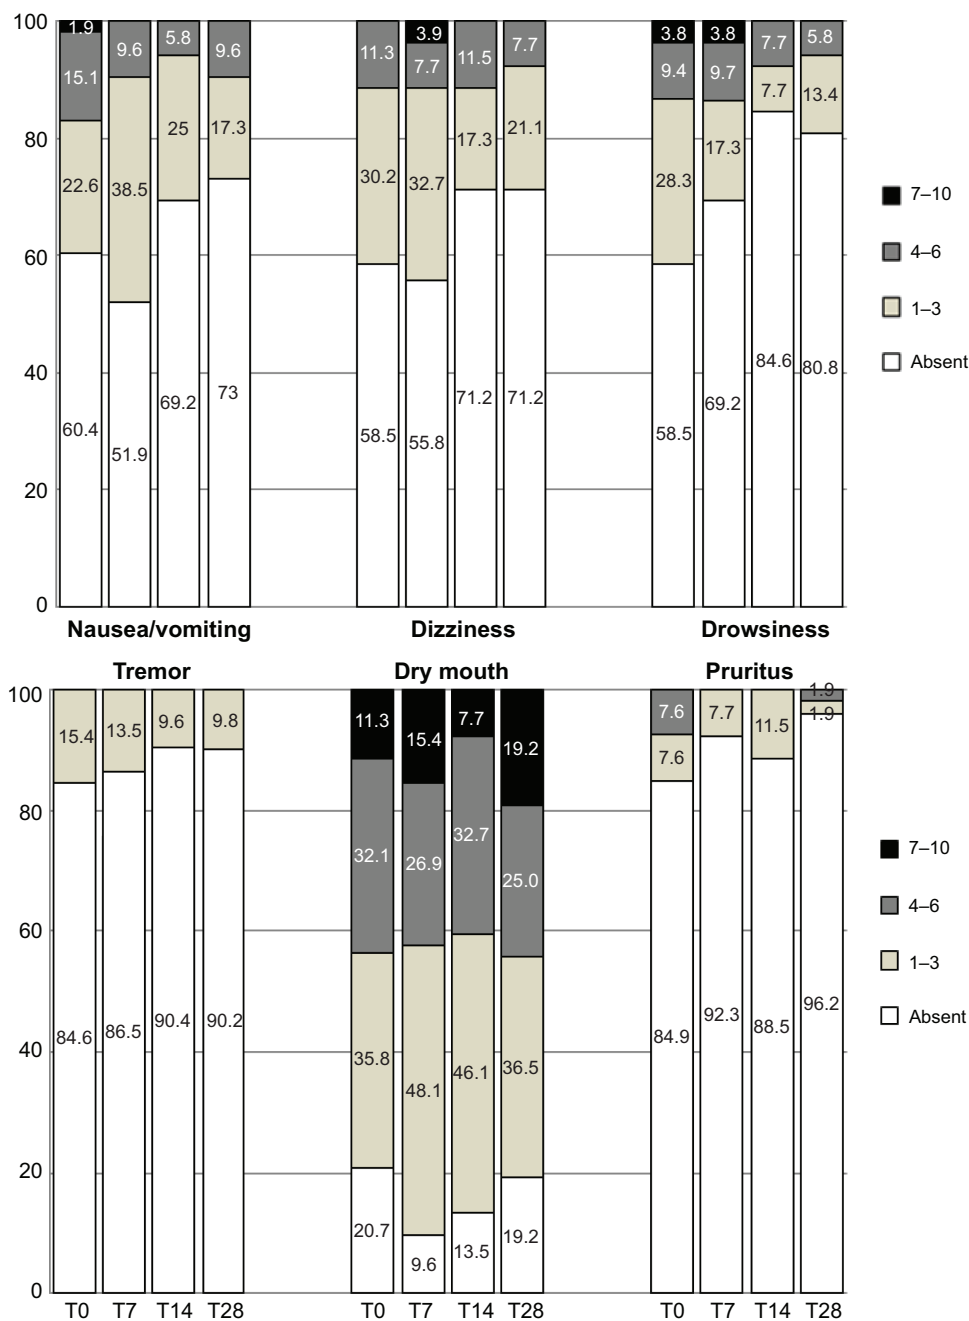 100
80
60
40
20
0
1.9 9.6 5.8 9.6
15.1
22.6 38.5 25 17.3
60.4 51.9 69.2 73
11.3 3.9 11.5 7.7
7.7
30.2 32.7 17.3 21.1
58.5 55.8 71.2 71.2
3.8 3.8 7.7 5.8
9.4 9.7 7.7 13.4
28.3 17.3
58.5 69.2 84.6 80.8
7–10
4–6
1–3
Absent
Nausea/vomiting Dizziness Drowsiness
Tremor Dry mouth Pruritus
100
80
60
40
20
0
15.4 13.5 9.6 9.8
84.6 86.5 90.4 90.2
11.3 15.4 7.7 19.2
32.1 26.9 32.7 25.0
35.8 48.1 46.1 36.5
20.7 9.6 13.5 19.2
7.6 7.7 11.5 1.9
7.6 1.9
84.9 92.3 88.5 96.2
7–10
4–6
1–3
Absent
T0 T7 T14 T28 T0 T7 T14 T28 T0 T7 T14 T28